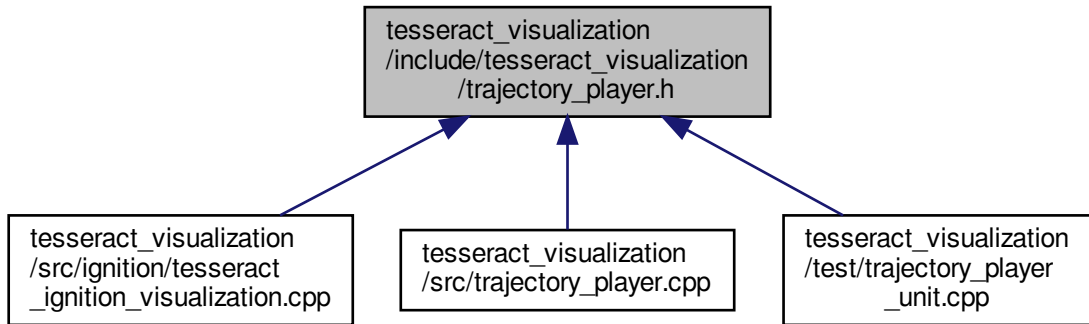 tesseract_visualization
/include/tesseract_visualization
/trajectory_player.h
tesseract_visualization
/src/ignition/tesseract
_ignition_visualization.cpp
tesseract_visualization
/src/trajectory_player.cpp
tesseract_visualization
/test/trajectory_player
_unit.cpp